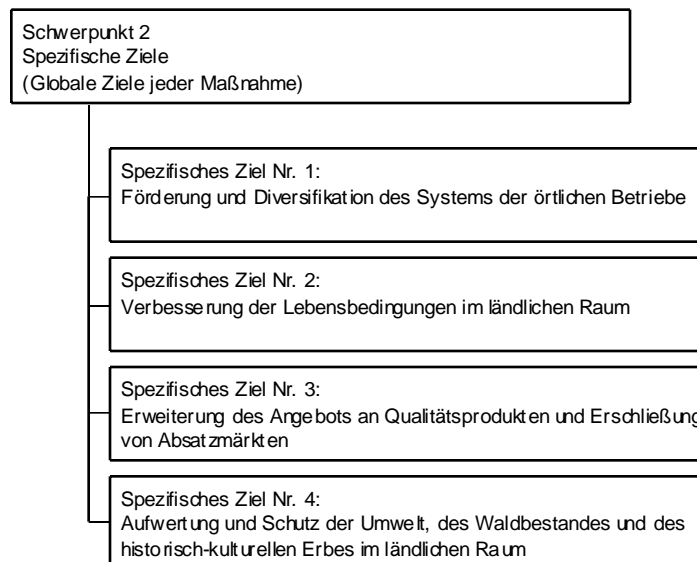 Schwerpunkt 2
Spezifische Ziele
(Globale Ziele jeder Maßnahme)
Spezifisches Ziel Nr. 1:
Förderung und Diversifikation des Systems der örtlichen Betriebe
Spezifisches Ziel Nr. 2:
Verbesserung der Lebensbedingungen im ländlichen Raum
Spezifisches Ziel Nr. 3:
Erweiterung des Angebots an Qualitätsprodukten und Erschließung
von Absatzmärkten
Spezifisches Ziel Nr. 4:
Aufwertung und Schutz der Umwelt, des Waldbestandes und des
historisch-kulturellen Erbes im ländlichen Raum